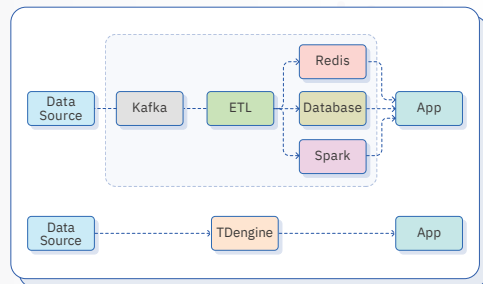 Redis
Data
Source
Kafka
ETL
Database
App
Spark
Data
Source
TDengine
App